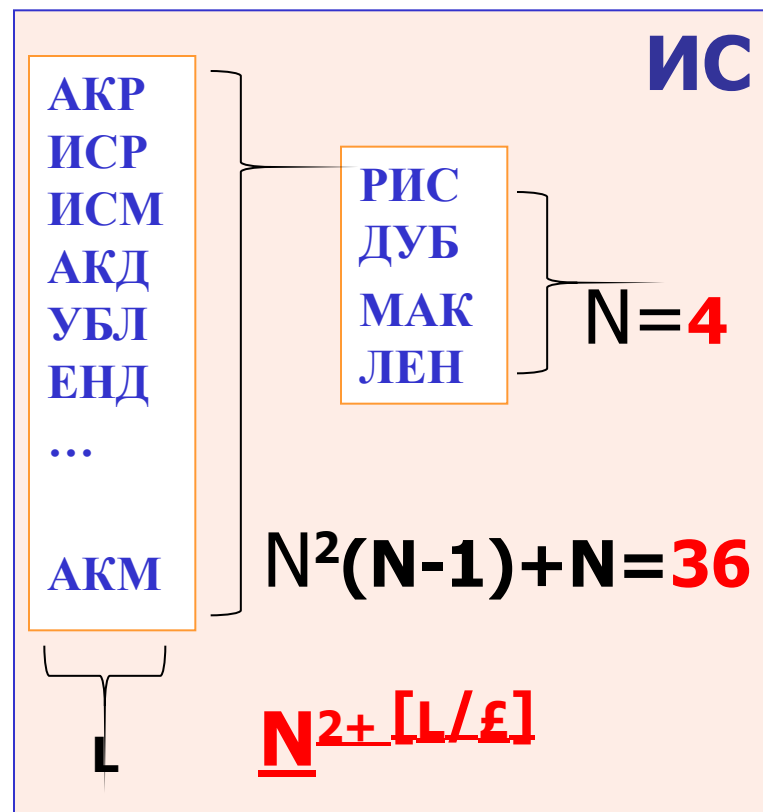 ИС
АКР
ИСР
ИСМ
АКД
УБЛ
ЕНД
...
АКМ
РИС
ДУБ
МАК
ЛЕН
N=4
N²(N-1)+N=36
L
N²⁺ [L/£]